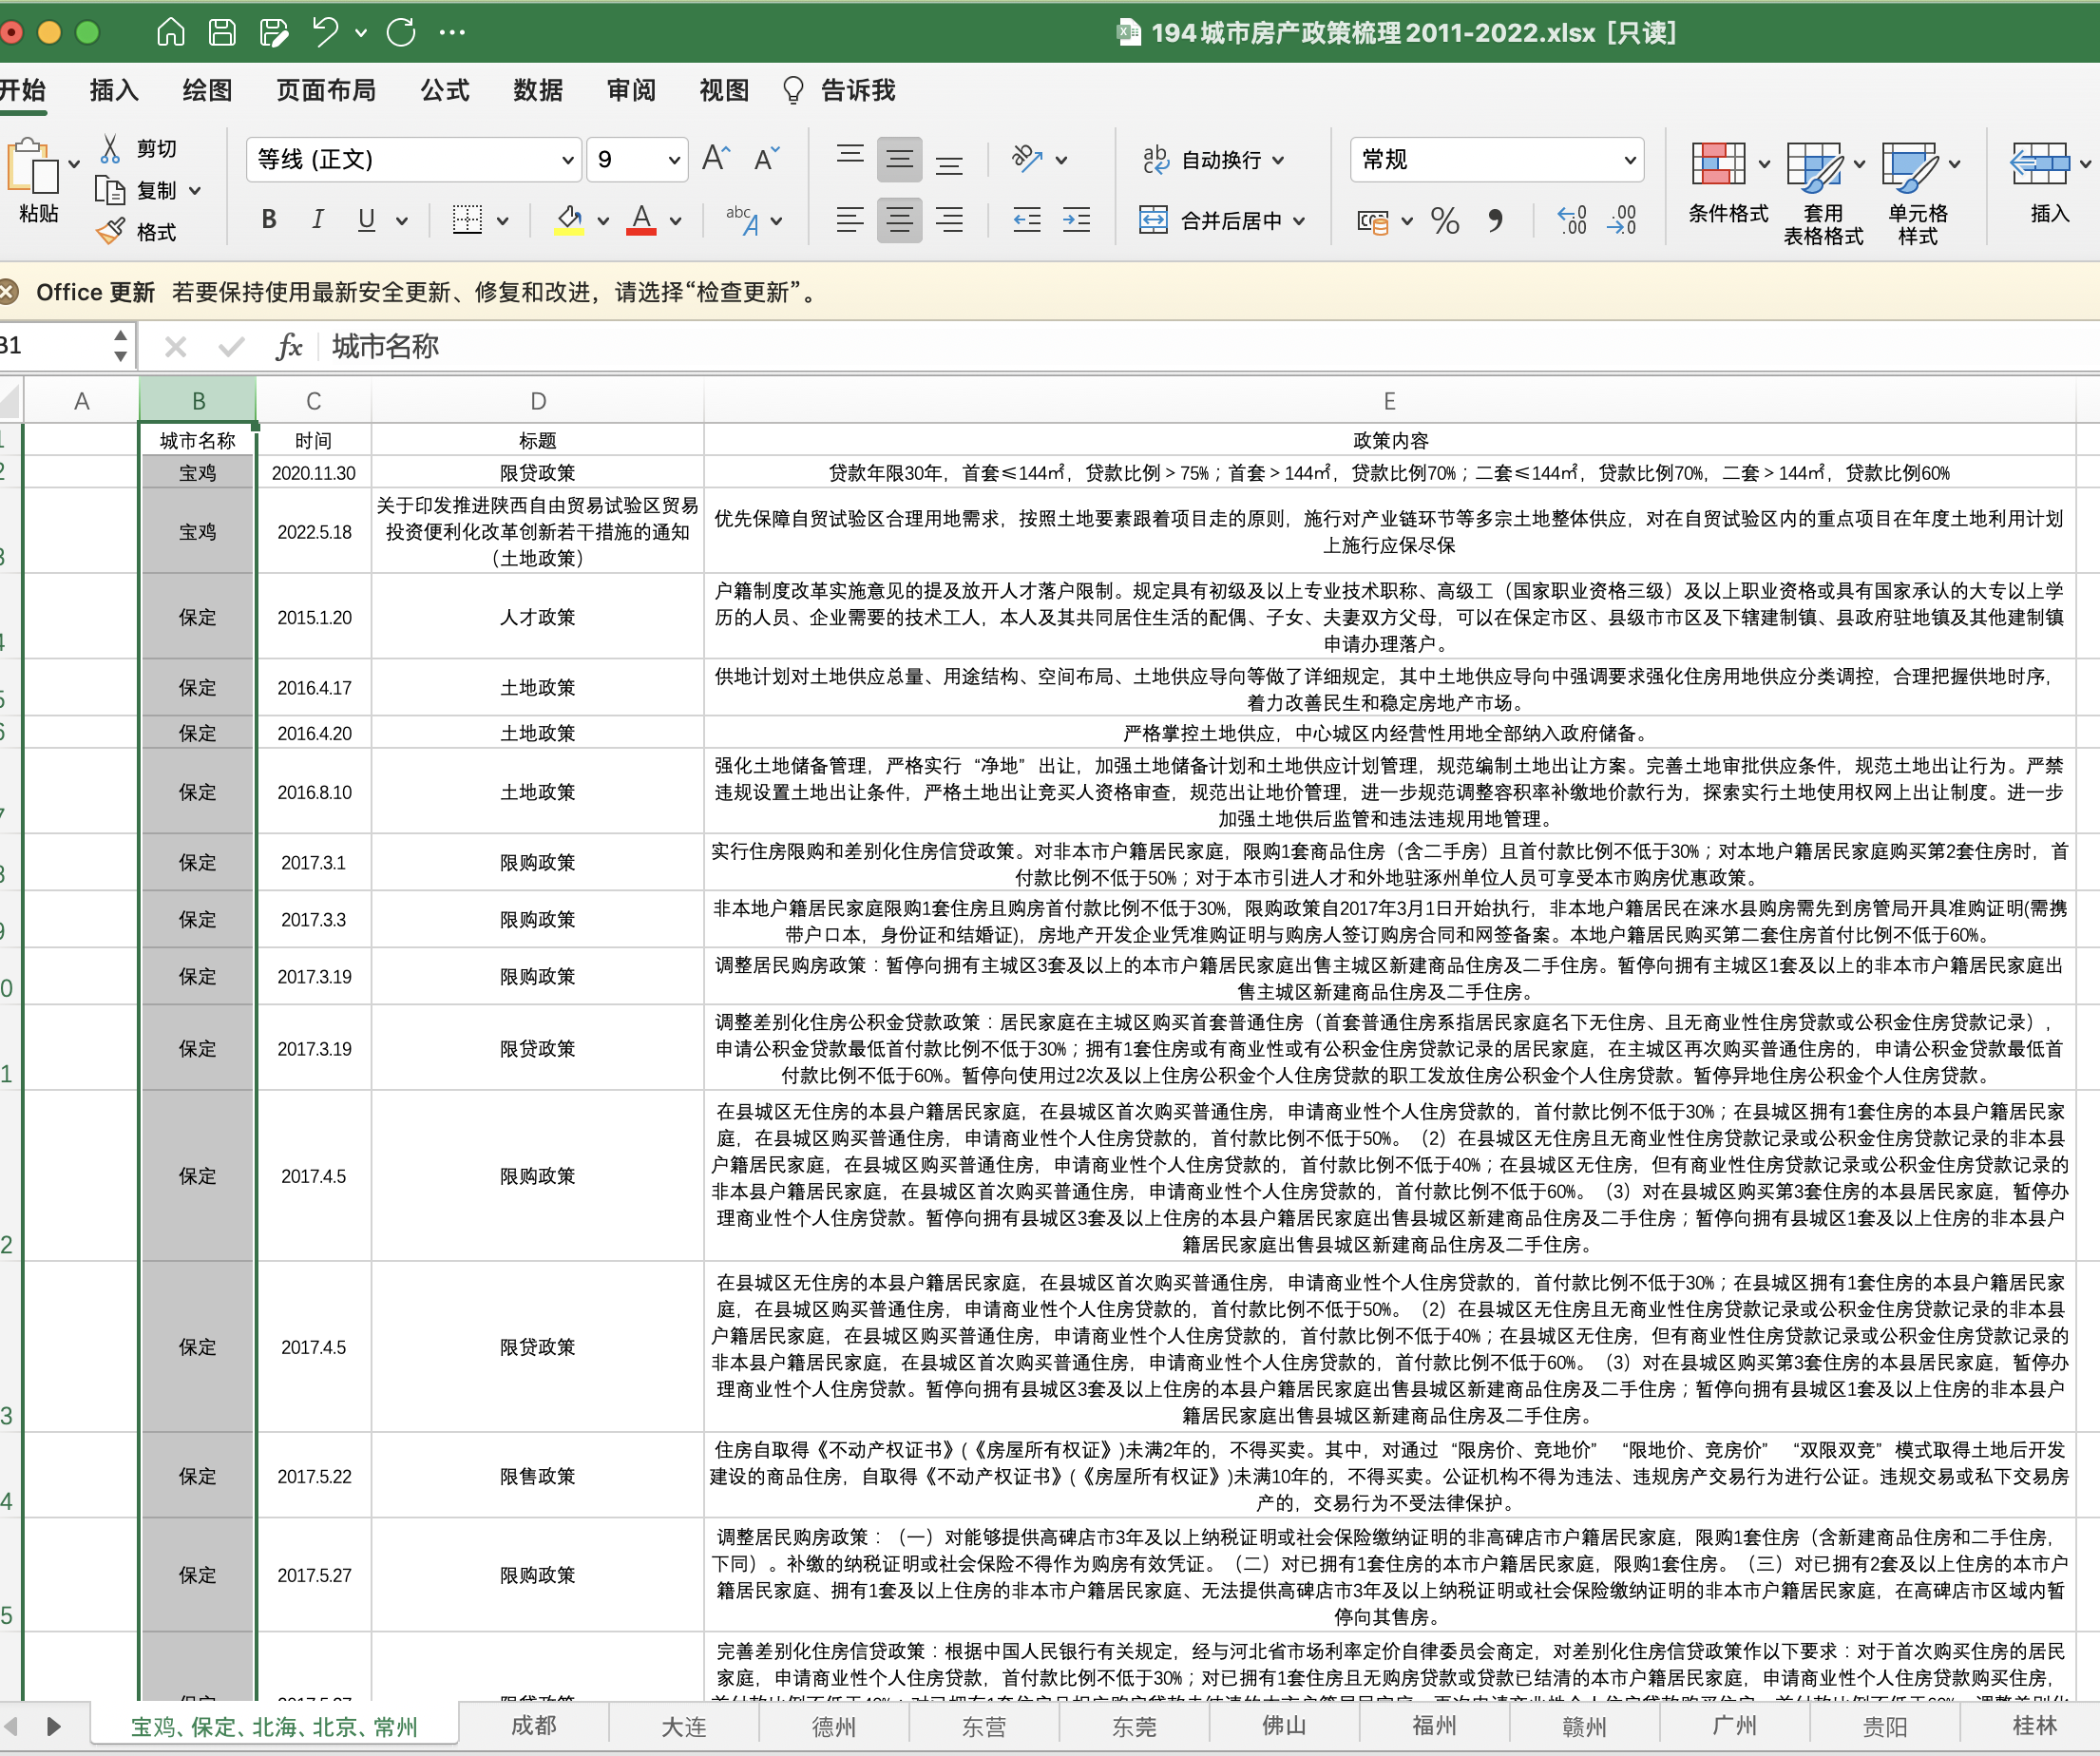 194城市房产政策梳理2011-2022.xlsx [只读]
开始 插入 绘图 页面布局 公式 数据 审阅 视图 告诉我
粘贴 剪切 复制 格式
等线 (正文) 9 A A
B I U A abc A
ab 自动换行
合并后居中
常规
% .00 .00
条件格式 套用表格格式 单元格样式 插入
Office 更新 若要保持使用最新安全更新、修复和改进，请选择“检查更新”。
B1 fx 城市名称
A B C D E
城市名称 时间 标题 政策内容
宝鸡 2020.11.30 限贷政策 贷款年限30年，首套≤144㎡，贷款比例＞75%；首套＞144㎡，贷款比例70%；二套≤144㎡，贷款比例70%，二套＞144㎡，贷款比例60%
宝鸡 2022.5.18
关于印发推进陕西自由贸易试验区贸易
投资便利化改革创新若干措施的通知
（土地政策）
优先保障自贸试验区合理用地需求，按照土地要素跟着项目走的原则，施行对产业链环节等多宗土地整体供应，对在自贸试验区内的重点项目在年度土地利用计划
上施行应保尽保
保定 2015.1.20 人才政策
户籍制度改革实施意见的提及放开人才落户限制。规定具有初级及以上专业技术职称、高级工（国家职业资格三级）及以上职业资格或具有国家承认的大专以上学
历的人员、企业需要的技术工人，本人及其共同居住生活的配偶、子女、夫妻双方父母，可以在保定市区、县级市市区及下辖建制镇、县政府驻地镇及其他建制镇
申请办理落户。
保定 2016.4.17 土地政策
供地计划对土地供应总量、用途结构、空间布局、土地供应导向等做了详细规定，其中土地供应导向中强调要求强化住房用地供应分类调控，合理把握供地时序，
着力改善民生和稳定房地产市场。
保定 2016.4.20 土地政策 严格掌控土地供应，中心城区内经营性用地全部纳入政府储备。
保定 2016.8.10 土地政策
强化土地储备管理，严格实行“净地”出让，加强土地储备计划和土地供应计划管理，规范编制土地出让方案。完善土地审批供应条件，规范土地出让行为。严禁
违规设置土地出让条件，严格土地出让竞买人资格审查，规范出让地价管理，进一步规范调整容积率补缴地价款行为，探索实行土地使用权网上出让制度。进一步
加强土地供后监管和违法违规用地管理。
保定 2017.3.1 限购政策
实行住房限购和差别化住房信贷政策。对非本市户籍居民家庭，限购1套商品住房（含二手房）且首付款比例不低于30%；对本地户籍居民家庭购买第2套住房时，首
付款比例不低于50%；对于本市引进人才和外地驻涿州单位人员可享受本市购房优惠政策。
保定 2017.3.3 限购政策
非本地户籍居民家庭限购1套住房且购房首付款比例不低于30%，限购政策自2017年3月1日开始执行，非本地户籍居民在涞水县购房需先到房管局开具准购证明(需携
带户口本，身份证和结婚证)，房地产开发企业凭准购证明与购房人签订购房合同和网签备案。本地户籍居民购买第二套住房首付比例不低于60%。
保定 2017.3.19 限购政策
调整居民购房政策：暂停向拥有主城区3套及以上的本市户籍居民家庭出售主城区新建商品住房及二手住房。暂停向拥有主城区1套及以上的非本市户籍居民家庭出
售主城区新建商品住房及二手住房。
保定 2017.3.19 限贷政策
调整差别化住房公积金贷款政策：居民家庭在主城区购买首套普通住房（首套普通住房系指居民家庭名下无住房、且无商业性住房贷款或公积金住房贷款记录），
申请公积金贷款最低首付款比例不低于30%；拥有1套住房或有商业性或有公积金住房贷款记录的居民家庭，在主城区再次购买普通住房的，申请公积金贷款最低首
付款比例不低于60%。暂停向使用过2次及以上住房公积金个人住房贷款的职工发放住房公积金个人住房贷款。暂停异地住房公积金个人住房贷款。
保定 2017.4.5 限购政策
在县城区无住房的本县户籍居民家庭，在县城区首次购买普通住房，申请商业性个人住房贷款的，首付款比例不低于30%；在县城区拥有1套住房的本县户籍居民家
庭，在县城区购买普通住房，申请商业性个人住房贷款的，首付款比例不低于50%。（2）在县城区无住房且无商业性住房贷款记录或公积金住房贷款记录的非本县
户籍居民家庭，在县城区购买普通住房，申请商业性个人住房贷款的，首付款比例不低于40%；在县城区无住房，但有商业性住房贷款记录或公积金住房贷款记录的
非本县户籍居民家庭，在县城区首次购买普通住房，申请商业性个人住房贷款的，首付款比例不低于60%。（3）对在县城区购买第3套住房的本县居民家庭，暂停办
理商业性个人住房贷款。暂停向拥有县城区3套及以上住房的本县户籍居民家庭出售县城区新建商品住房及二手住房；暂停向拥有县城区1套及以上住房的非本县户
籍居民家庭出售县城区新建商品住房及二手住房。
保定 2017.4.5 限贷政策
在县城区无住房的本县户籍居民家庭，在县城区首次购买普通住房，申请商业性个人住房贷款的，首付款比例不低于30%；在县城区拥有1套住房的本县户籍居民家
庭，在县城区购买普通住房，申请商业性个人住房贷款的，首付款比例不低于50%。（2）在县城区无住房且无商业性住房贷款记录或公积金住房贷款记录的非本县
户籍居民家庭，在县城区购买普通住房，申请商业性个人住房贷款的，首付款比例不低于40%；在县城区无住房，但有商业性住房贷款记录或公积金住房贷款记录的
非本县户籍居民家庭，在县城区首次购买普通住房，申请商业性个人住房贷款的，首付款比例不低于60%。（3）对在县城区购买第3套住房的本县居民家庭，暂停办
理商业性个人住房贷款。暂停向拥有县城区3套及以上住房的本县户籍居民家庭出售县城区新建商品住房及二手住房；暂停向拥有县城区1套及以上住房的非本县户
籍居民家庭出售县城区新建商品住房及二手住房。
保定 2017.5.22 限售政策
住房自取得《不动产权证书》(《房屋所有权证》)未满2年的，不得买卖。其中，对通过“限房价、竞地价” “限地价、竞房价” “双限双竞”模式取得土地后开发
建设的商品住房，自取得《不动产权证书》(《房屋所有权证》)未满10年的，不得买卖。公证机构不得为违法、违规房产交易行为进行公证。违规交易或私下交易房
产的，交易行为不受法律保护。
保定 2017.5.27 限购政策
调整居民购房政策：（一）对能够提供高碑店市3年及以上纳税证明或社会保险缴纳证明的非高碑店市户籍居民家庭，限购1套住房（含新建商品住房和二手住房，
下同）。补缴的纳税证明或社会保险不得作为购房有效凭证。（二）对已拥有1套住房的本市户籍居民家庭，限购1套住房。（三）对已拥有2套及以上住房的本市户
籍居民家庭、拥有1套及以上住房的非本市户籍居民家庭、无法提供高碑店市3年及以上纳税证明或社会保险缴纳证明的非本市户籍居民家庭，在高碑店市区域内暂
停向其售房。
完善差别化住房信贷政策：根据中国人民银行有关规定，经与河北省市场利率定价自律委员会商定，对差别化住房信贷政策作以下要求：对于首次购买住房的居民
家庭，申请商业性个人住房贷款，首付款比例不低于30%；对已拥有1套住房且无购房贷款或贷款已结清的本市户籍居民家庭，申请商业性个人住房贷款购买住房，
宝鸡、保定、北海、北京、常州 成都 大连 德州 东营 东莞 佛山 福州 赣州 广州 贵阳 桂林